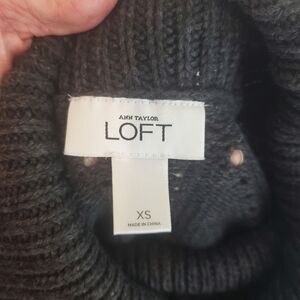 ANN TAYLOR
LOFT
XS
MADE IN CHINA